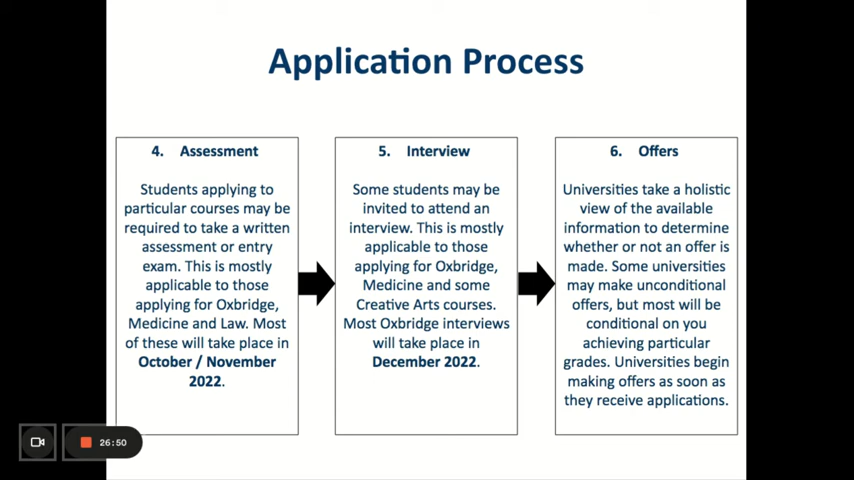 Application Process
4. Assessment
Students applying to
particular courses may be
required to take a written
assessment or entry
exam. This is mostly
applicable to those
applying for Oxbridge,
Medicine and Law. Most
of these will take place in
October / November
2022.
5. Interview
Some students may be
invited to attend an
interview. This is mostly
applicable to those
applying for Oxbridge,
Medicine and some
Creative Arts courses.
Most Oxbridge interviews
will take place in
December 2022.
6. Offers
Universities take a holistic
view of the available
information to determine
whether or not an offer is
made. Some universities
may make unconditional
offers, but most will be
conditional on you
achieving particular
grades. Universities begin
making offers as soon as
they receive applications.
26:50